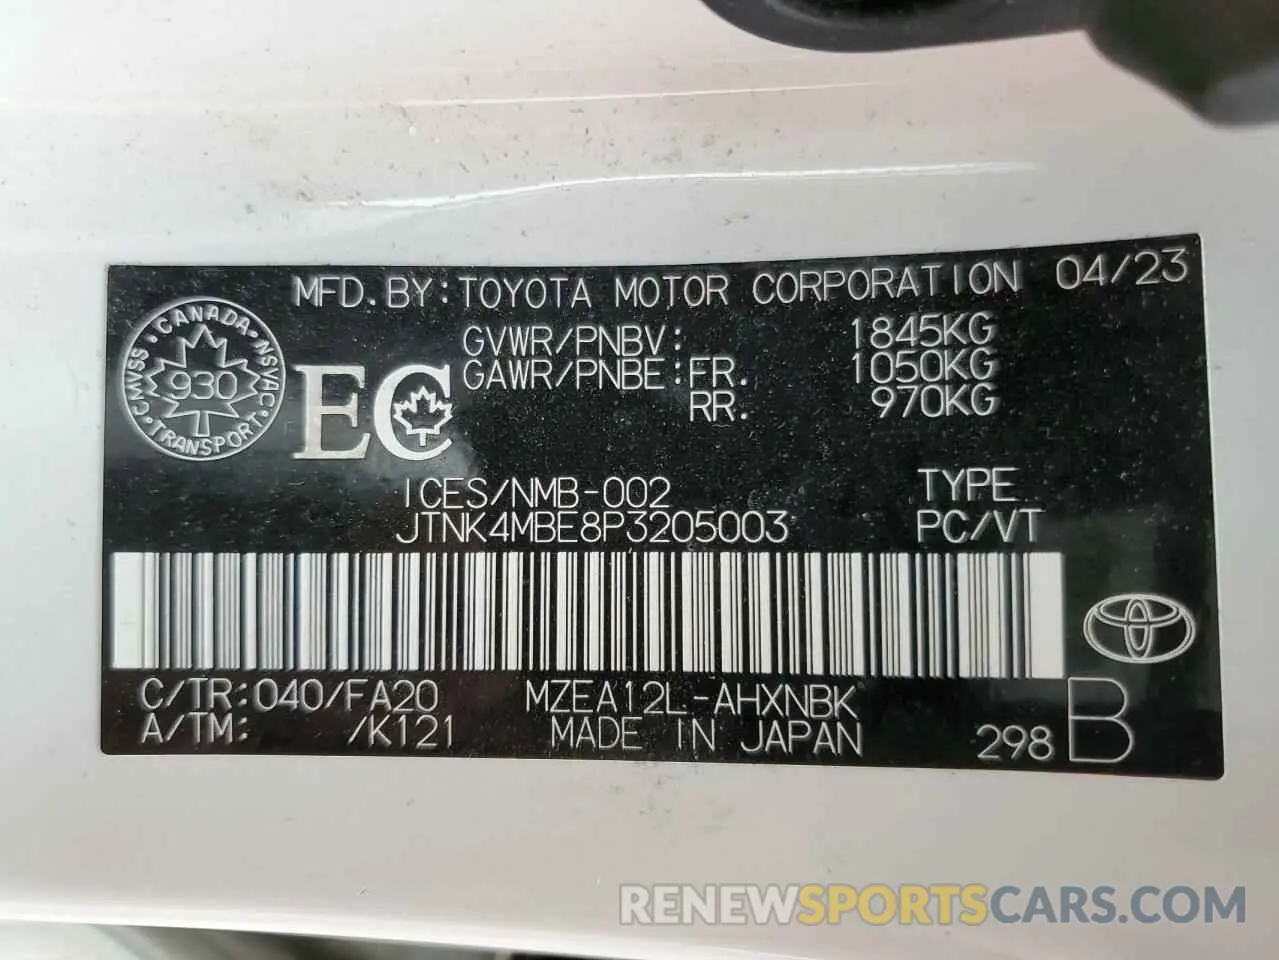 MFD.BY:TOYOTA MOTOR CORPORATION 04/23
CANADA
CMVSS 930 NSVAC
TRANSPORT
EC
GVWR/PNBV: 1845KG
GAWR/PNBE:FR. 1050KG
RR. 970KG
ICES/NMB-002 TYPE
JTNK4MBE8P3205003 PC/VT
C/TR:040/FA20 MZEA12L-AHXNBK
A/TM: /K121 MADE IN JAPAN 298 B
RENEWSPORTSCARS.COM